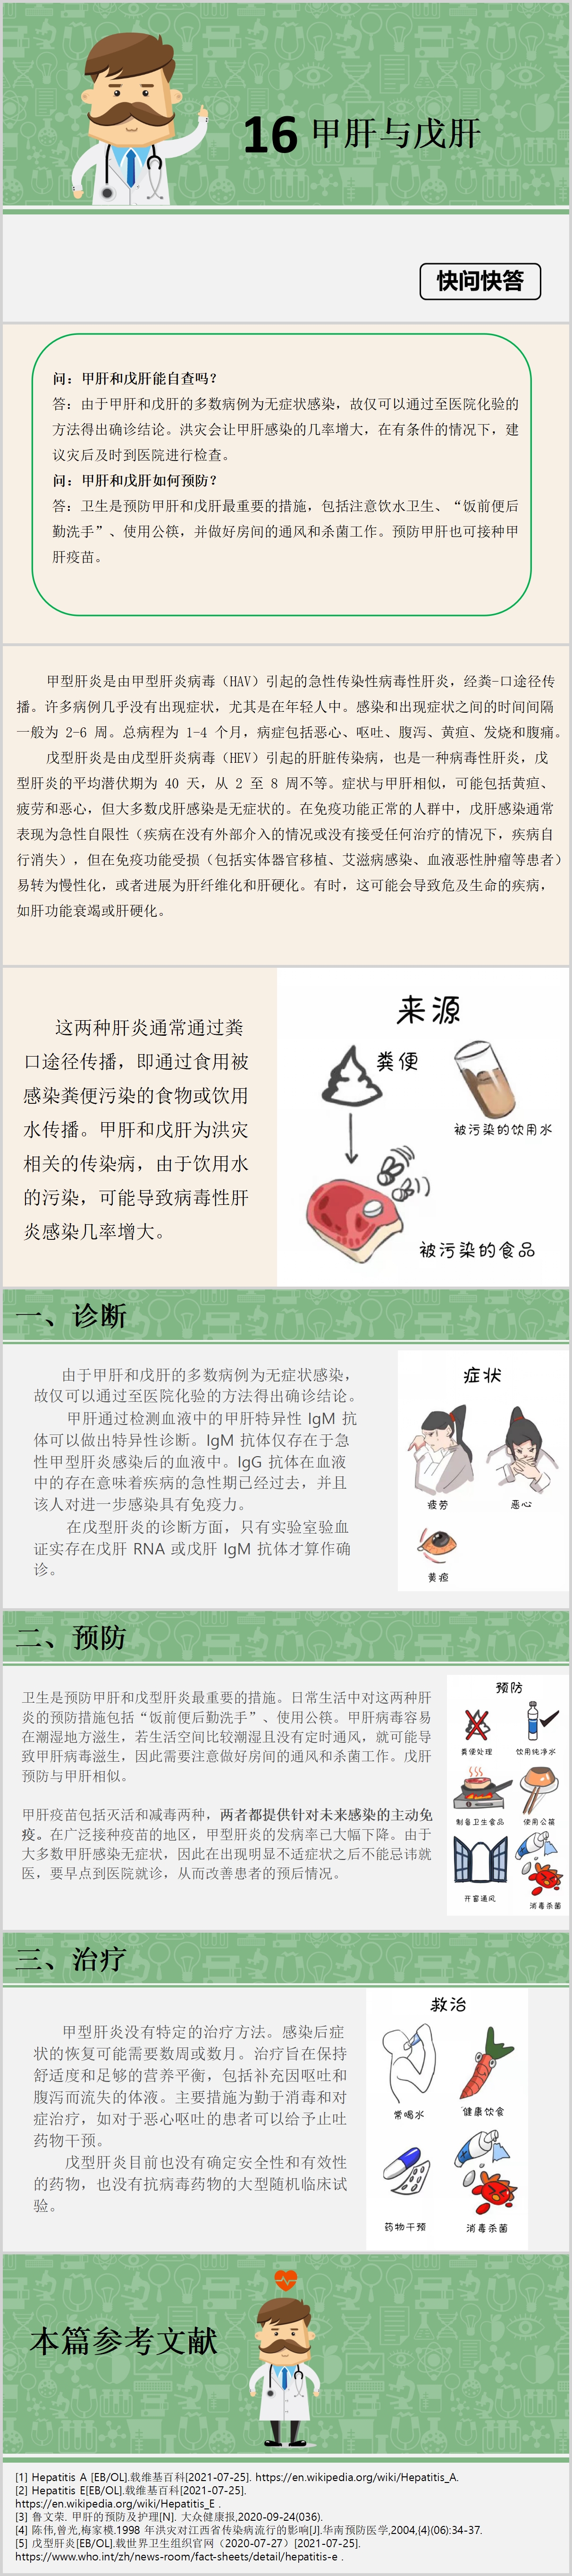 16 甲肝与戊肝
快问快答
问：甲肝和戊肝能自查吗？
答：由于甲肝和戊肝的多数病例为无症状感染，故仅可以通过至医院化验的
方法得出确诊结论。洪灾会让甲肝感染的几率增大，在有条件的情况下，建
议灾后及时到医院进行检查。
问：甲肝和戊肝如何预防？
答：卫生是预防甲肝和戊肝最重要的措施，包括注意饮水卫生、“饭前便后
勤洗手”、使用公筷，并做好房间的通风和杀菌工作。预防甲肝也可接种甲
肝疫苗。
甲型肝炎是由甲型肝炎病毒（HAV）引起的急性传染性病毒性肝炎，经粪-口途径传
播。许多病例几乎没有出现症状，尤其是在年轻人中。感染和出现症状之间的时间间隔
一般为 2-6 周。总病程为 1-4 个月，病症包括恶心、呕吐、腹泻、黄疸、发烧和腹痛。
戊型肝炎是由戊型肝炎病毒（HEV）引起的肝脏传染病，也是一种病毒性肝炎，戊
型肝炎的平均潜伏期为 40 天，从 2 至 8 周不等。症状与甲肝相似，可能包括黄疸、
疲劳和恶心，但大多数戊肝感染是无症状的。在免疫功能正常的人群中，戊肝感染通常
表现为急性自限性（疾病在没有外部介入的情况或没有接受任何治疗的情况下，疾病自
行消失），但在免疫功能受损（包括实体器官移植、艾滋病感染、血液恶性肿瘤等患者）
易转为慢性化，或者进展为肝纤维化和肝硬化。有时，这可能会导致危及生命的疾病，
如肝功能衰竭或肝硬化。
这两种肝炎通常通过粪
口途径传播，即通过食用被
感染粪便污染的食物或饮用
水传播。甲肝和戊肝为洪灾
相关的传染病，由于饮用水
的污染，可能导致病毒性肝
炎感染几率增大。
来源
粪便
被污染的饮用水
被污染的食品
一、诊断
由于甲肝和戊肝的多数病例为无症状感染，
故仅可以通过至医院化验的方法得出确诊结论。
甲肝通过检测血液中的甲肝特异性 IgM 抗
体可以做出特异性诊断。IgM 抗体仅存在于急
性甲型肝炎感染后的血液中。IgG 抗体在血液
中的存在意味着疾病的急性期已经过去，并且
该人对进一步感染具有免疫力。
在戊型肝炎的诊断方面，只有实验室验血
证实存在戊肝 RNA 或戊肝 IgM 抗体才算作确
诊。
症状
疲劳
恶心
黄疸
二、预防
卫生是预防甲肝和戊型肝炎最重要的措施。日常生活中对这两种肝
炎的预防措施包括“饭前便后勤洗手”、使用公筷。甲肝病毒容易
在潮湿地方滋生，若生活空间比较潮湿且没有定时通风，就可能导
致甲肝病毒滋生，因此需要注意做好房间的通风和杀菌工作。戊肝
预防与甲肝相似。
甲肝疫苗包括灭活和减毒两种，两者都提供针对未来感染的主动免
疫。在广泛接种疫苗的地区，甲型肝炎的发病率已大幅下降。由于
大多数甲肝感染无症状，因此在出现明显不适症状之后不能忌讳就
医，要早点到医院就诊，从而改善患者的预后情况。
预防
粪便处理
饮用纯净水
制备卫生食品
使用公筷
开窗通风
消毒杀菌
三、治疗
甲型肝炎没有特定的治疗方法。感染后症
状的恢复可能需要数周或数月。治疗旨在保持
舒适度和足够的营养平衡，包括补充因呕吐和
腹泻而流失的体液。主要措施为勤于消毒和对
症治疗，如对于恶心呕吐的患者可以给予止吐
药物干预。
戊型肝炎目前也没有确定安全性和有效性
的药物，也没有抗病毒药物的大型随机临床试
验。
救治
常喝水
健康饮食
药物干预
消毒杀菌
本篇参考文献
[1] Hepatitis A [EB/OL].载维基百科[2021-07-25]. https://en.wikipedia.org/wiki/Hepatitis_A.
[2] Hepatitis E[EB/OL].载维基百科[2021-07-25].
https://en.wikipedia.org/wiki/Hepatitis_E .
[3] 鲁文荣. 甲肝的预防及护理[N]. 大众健康报,2020-09-24(036).
[4] 陈伟,曾光,梅家模.1998 年洪灾对江西省传染病流行的影响[J].华南预防医学,2004,(4)(06):34-37.
[5] 戊型肝炎[EB/OL].载世界卫生组织官网（2020-07-27）[2021-07-25].
https://www.who.int/zh/news-room/fact-sheets/detail/hepatitis-e .